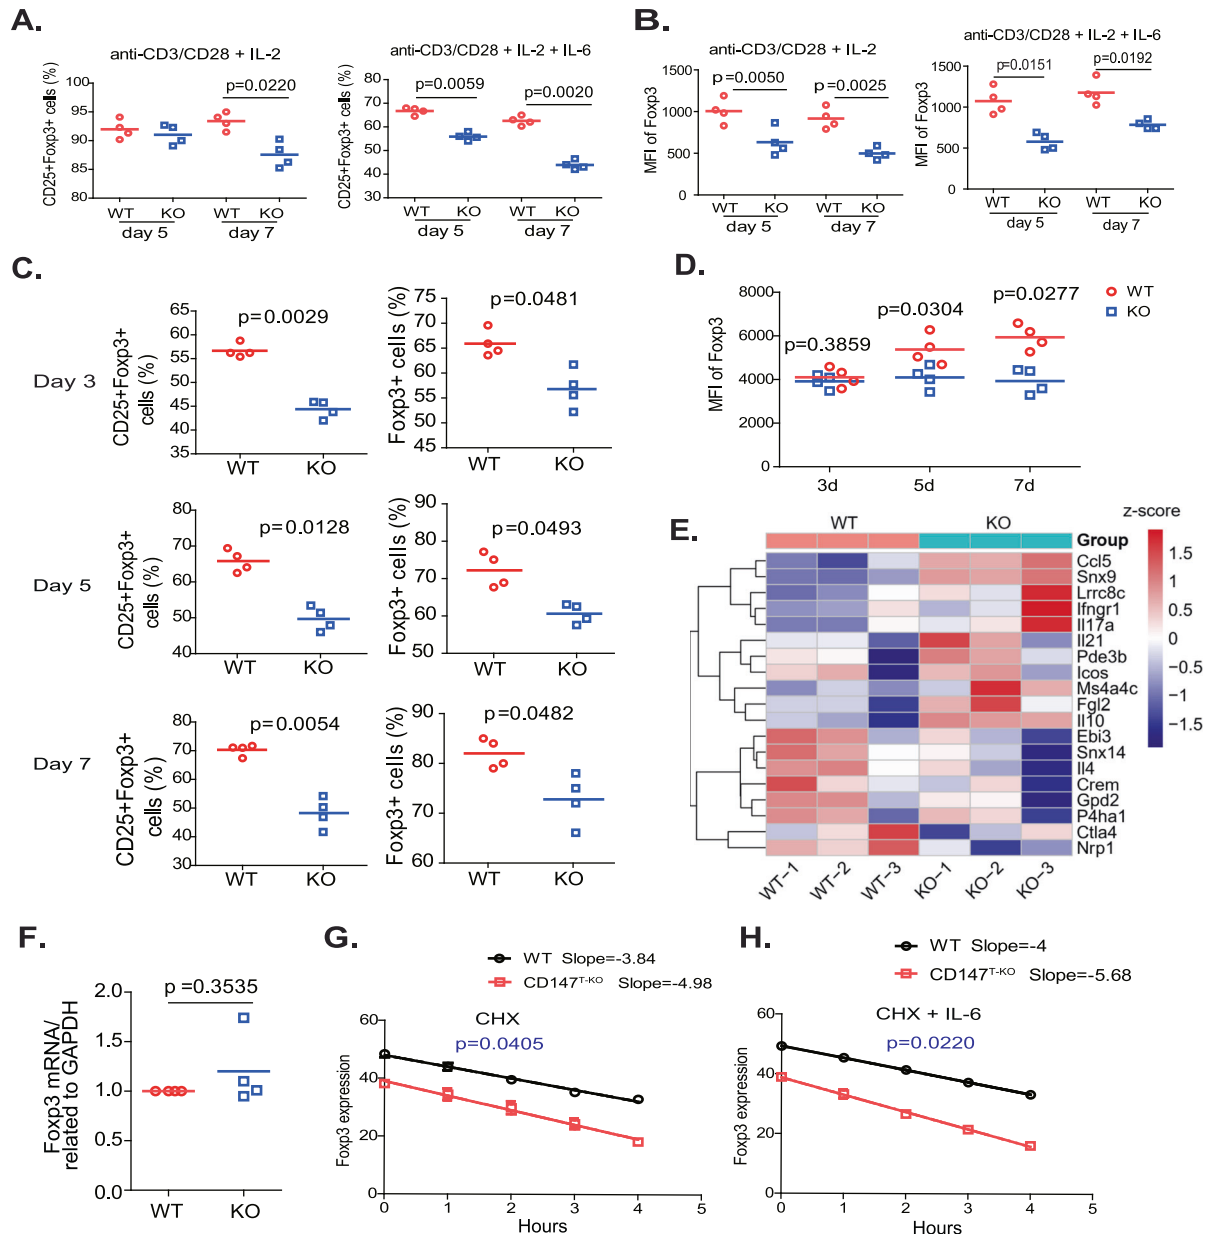 A.
anti-CD3/CD28 + IL-2
CD25+Foxp3+ cells (%)
100
95
90
85
80
p=0.0220
WT KO WT KO
day 5 day 7
anti-CD3/CD28 + IL-2 + IL-6
CD25+Foxp3+ cells (%)
80
70
60
50
40
30
p=0.0059
p=0.0020
WT KO WT KO
day 5 day 7
B.
anti-CD3/CD28 + IL-2
MFI of Foxp3
1500
1000
500
0
p=0.0050
p=0.0025
WT KO WT KO
day 5 day 7
anti-CD3/CD28 + IL-2 + IL-6
MFI of Foxp3
1500
1000
500
0
p=0.0151
p=0.0192
WT KO WT KO
day 5 day 7
C.
Day 3
CD25+Foxp3+
cells (%)
65
60
55
50
45
40
35
p=0.0029
WT KO
Foxp3+ cells (%)
75
70
65
60
55
50
45
p=0.0481
WT KO
Day 5
CD25+Foxp3+
cells (%)
80
70
60
50
40
p=0.0128
WT KO
Foxp3+ cells (%)
90
80
70
60
50
p=0.0493
WT KO
Day 7
CD25+Foxp3+
cells (%)
80
70
60
50
40
30
p=0.0054
WT KO
Foxp3+ cells (%)
90
80
70
60
p=0.0482
WT KO
D.
MFI of Foxp3
8000
6000
4000
2000
0
p=0.3859
p=0.0304
p=0.0277
WT
KO
3d 5d 7d
E.
WT KO
Group
Ccl5
Snx9
Lrrc8c
Ifngr1
Il17a
Il21
Pde3b
Icos
Ms4a4c
Fgl2
Il10
Ebi3
Snx14
Il4
Crem
Gpd2
P4ha1
Ctla4
Nrp1
WT-1 WT-2 WT-3 KO-1 KO-2 KO-3
z-score
1.5
1
0.5
0
-0.5
-1
-1.5
F.
Foxp3 mRNA/
related to GAPDH
2.0
1.5
1.0
0.5
0.0
p =0.3535
WT KO
G.
WT Slope=-3.84
CD147T-KO Slope=-4.98
CHX
p=0.0405
Foxp3 expression
60
40
20
0
0 1 2 3 4 5
Hours
H.
WT Slope=-4
CD147T-KO Slope=-5.68
CHX + IL-6
p=0.0220
Foxp3 expression
60
40
20
0
0 1 2 3 4 5
Hours